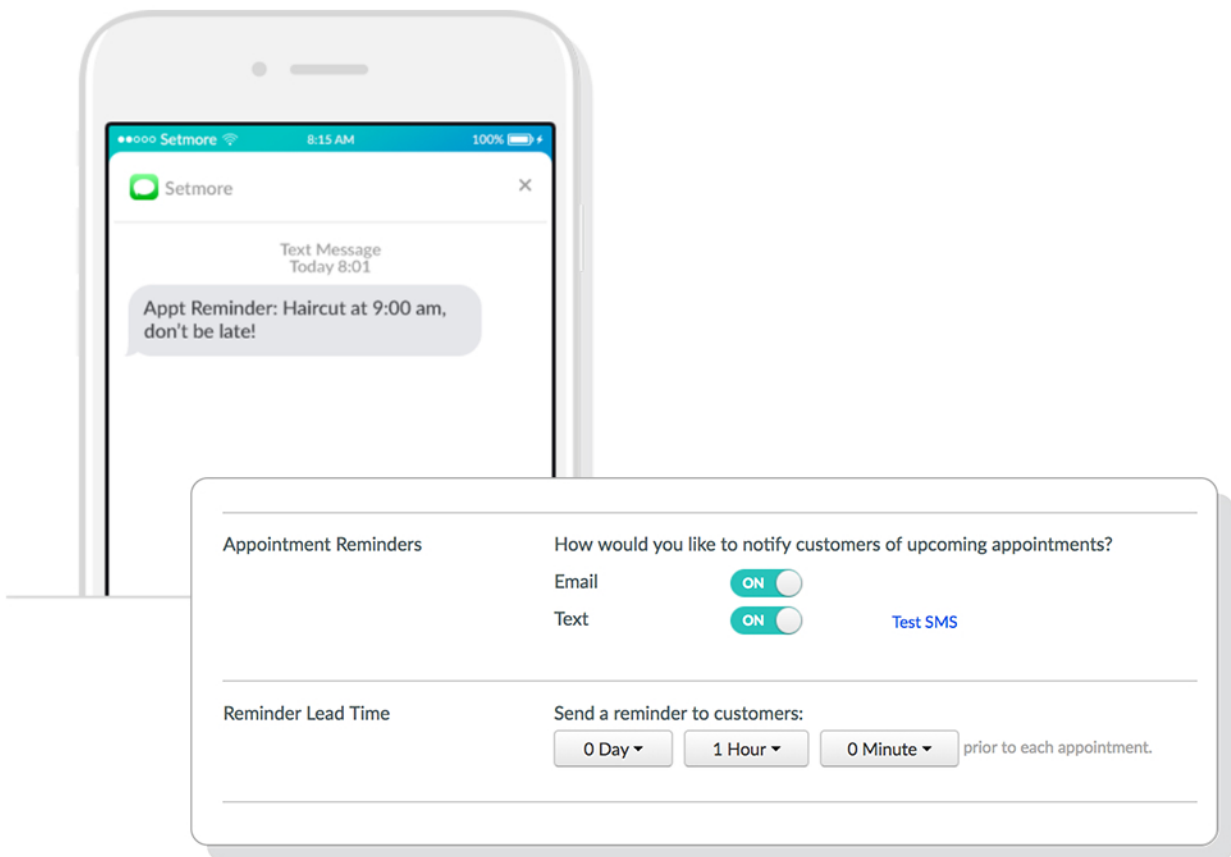 Setmore 8:15 AM 100%
Setmore ×
Text Message
Today 8:01
Appt Reminder: Haircut at 9:00 am,
don't be late!
Appointment Reminders How would you like to notify customers of upcoming appointments?
Email ON
Text ON Test SMS
Reminder Lead Time Send a reminder to customers:
0 Day 1 Hour 0 Minute prior to each appointment.